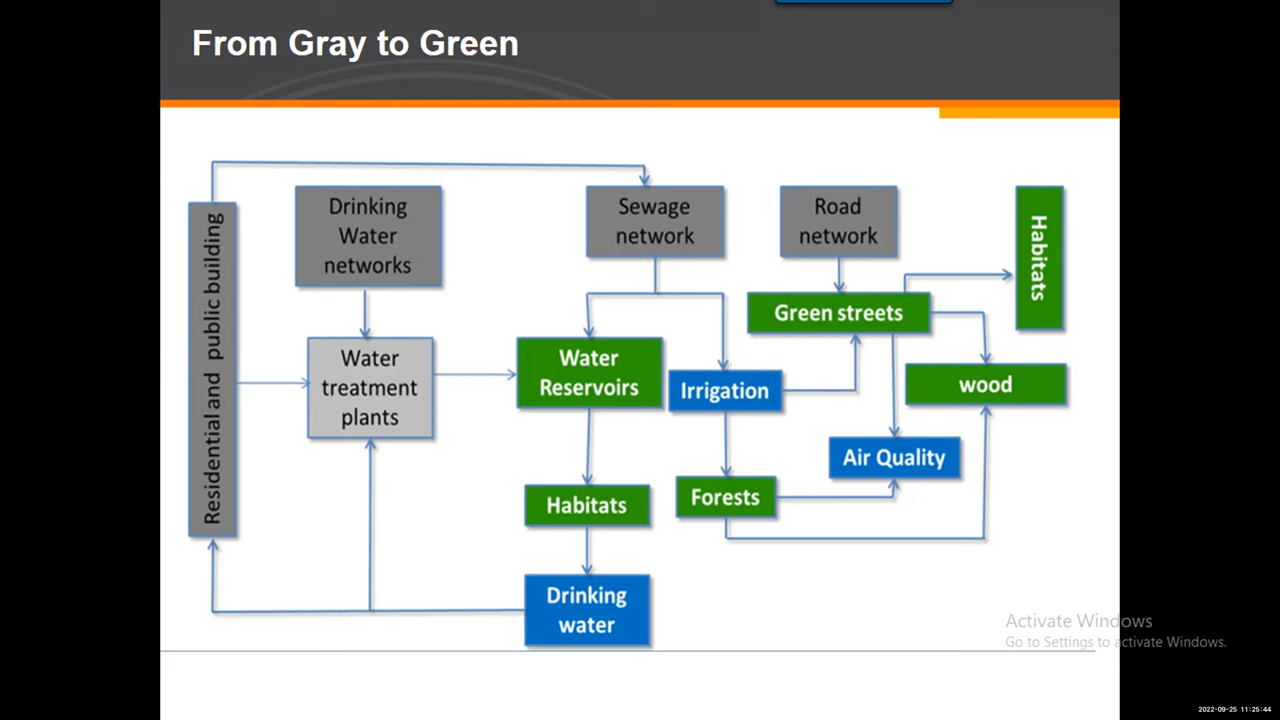 From Gray to Green
Residential and public building
Drinking
Water
networks
Sewage
network
Road
network
Habitats
Green streets
Water
treatment
plants
Water
Reservoirs
Irrigation
wood
Air Quality
Habitats
Forests
Drinking
water
Activate Windows
Go to Settings to activate Windows.
2022-09-25 11:25:44